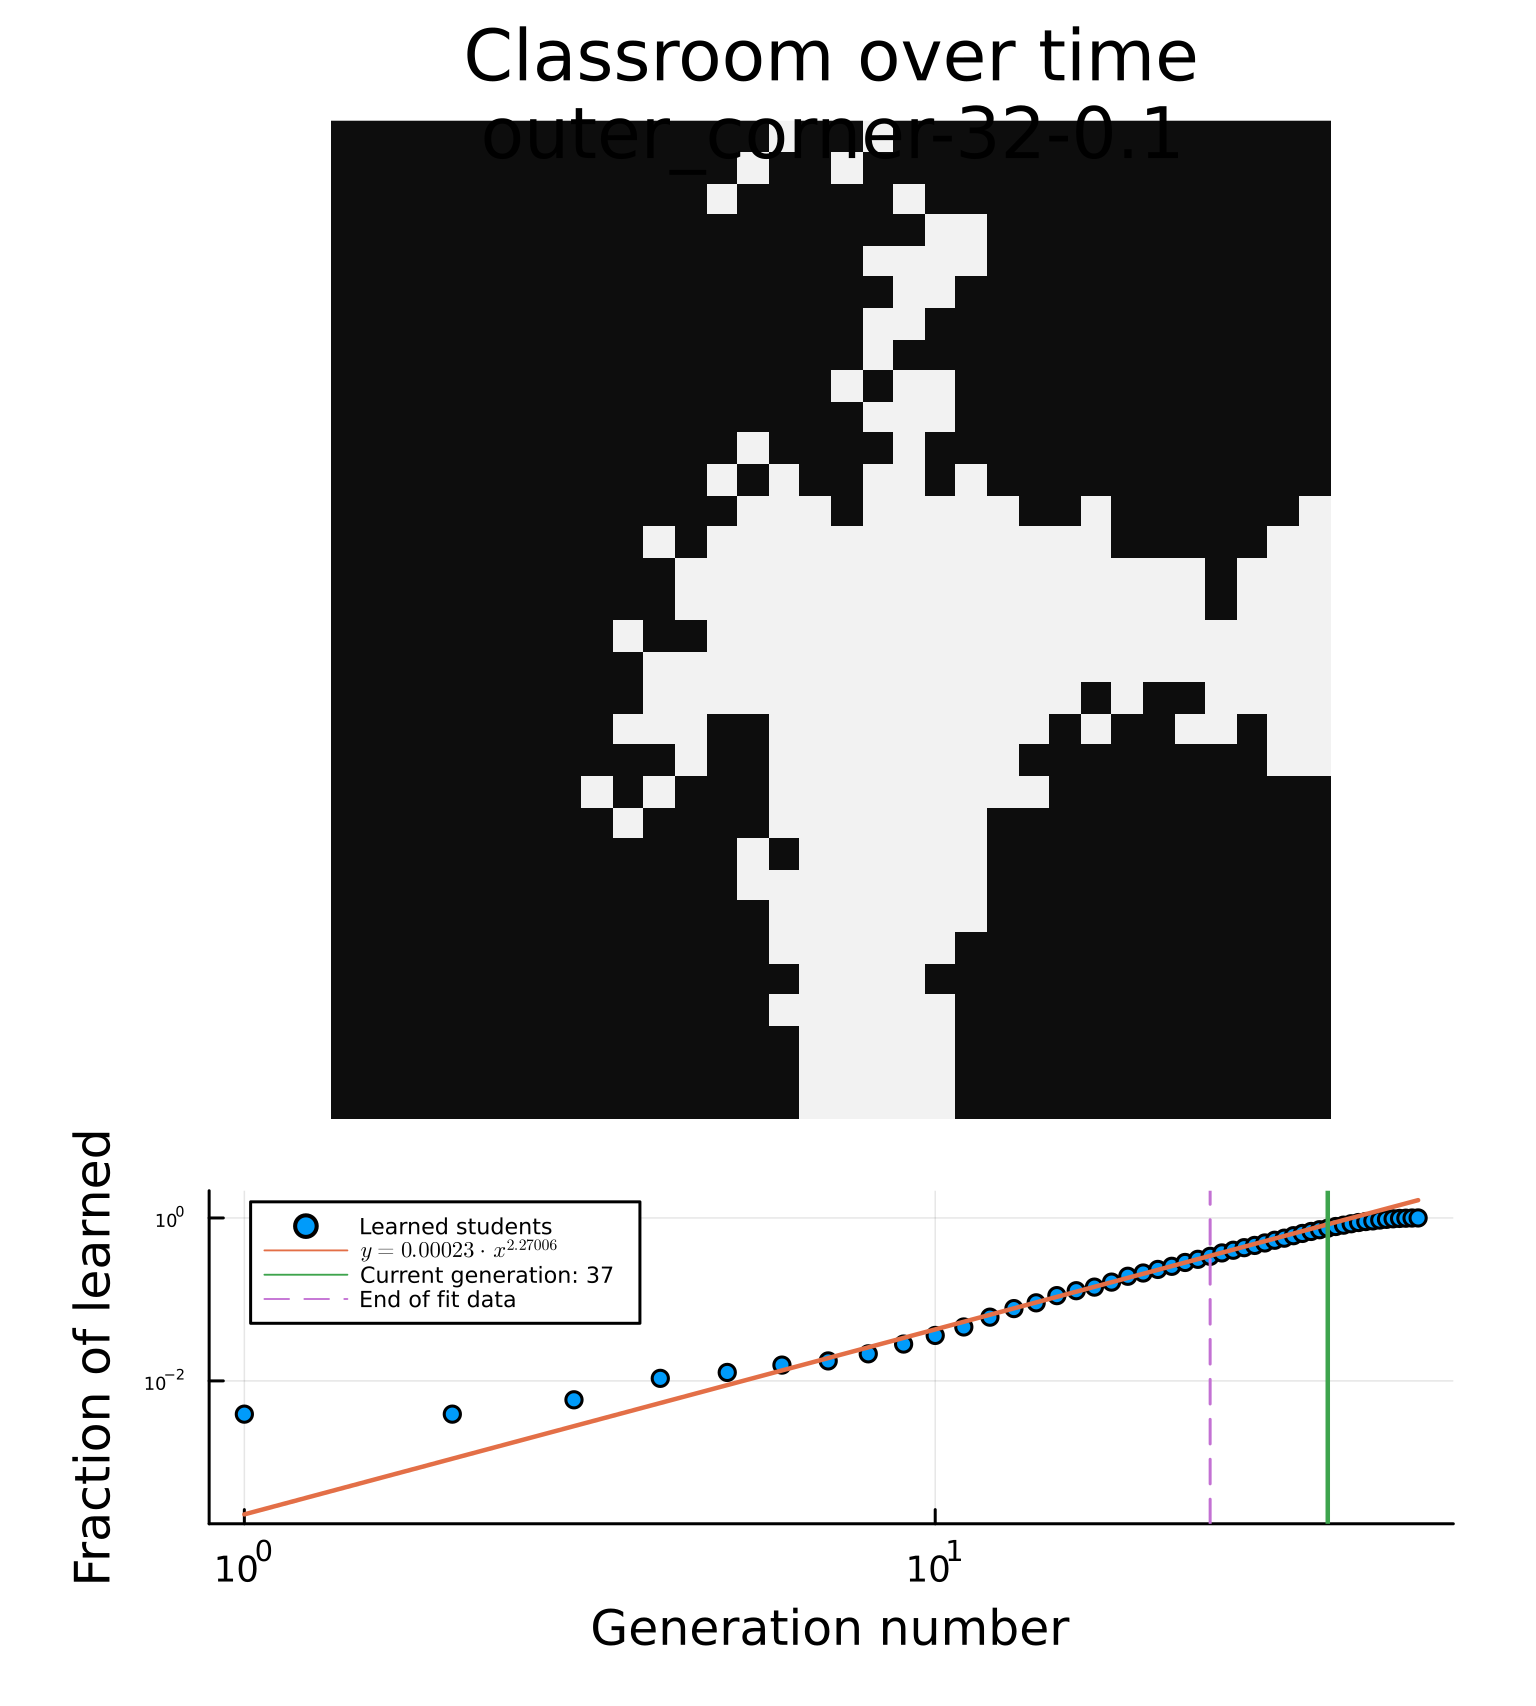 Classroom over time
outer_corner-32-0.1
Fraction of learned
10^0
10^-2
Learned students
y = 0.00023 · x^2.27006
Current generation: 37
End of fit data
10^0
10^1
Generation number